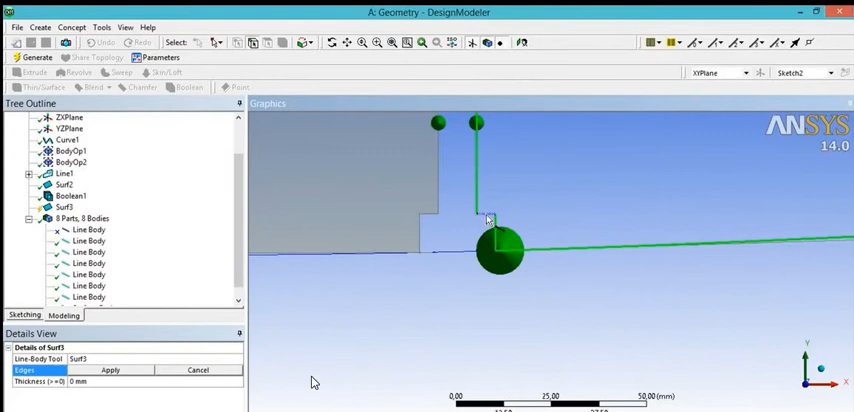 A: Geometry - DesignModeler
File Create Concept Tools View Help
Undo Redo Select:
Generate Share Topology Parameters
Extrude Revolve Sweep Skin/Loft
XYPlane Sketch2
Thin/Surface Blend Chamfer Boolean Point
Tree Outline
Graphics
ZXPlane
YZPlane
Curve1
BodyOp1
BodyOp2
Line1
Surf2
Boolean1
Surf3
8 Parts, 8 Bodies
Line Body
Line Body
Line Body
Line Body
Line Body
Line Body
Line Body
Sketching Modeling
Details View
Details of Surf3
Line-Body Tool Surf3
Edges Apply Cancel
Thickness (>=0) 0 mm
ANSYS
14.0
0,00 25,00 50,00 (mm)
12,50 37,50
Y
X